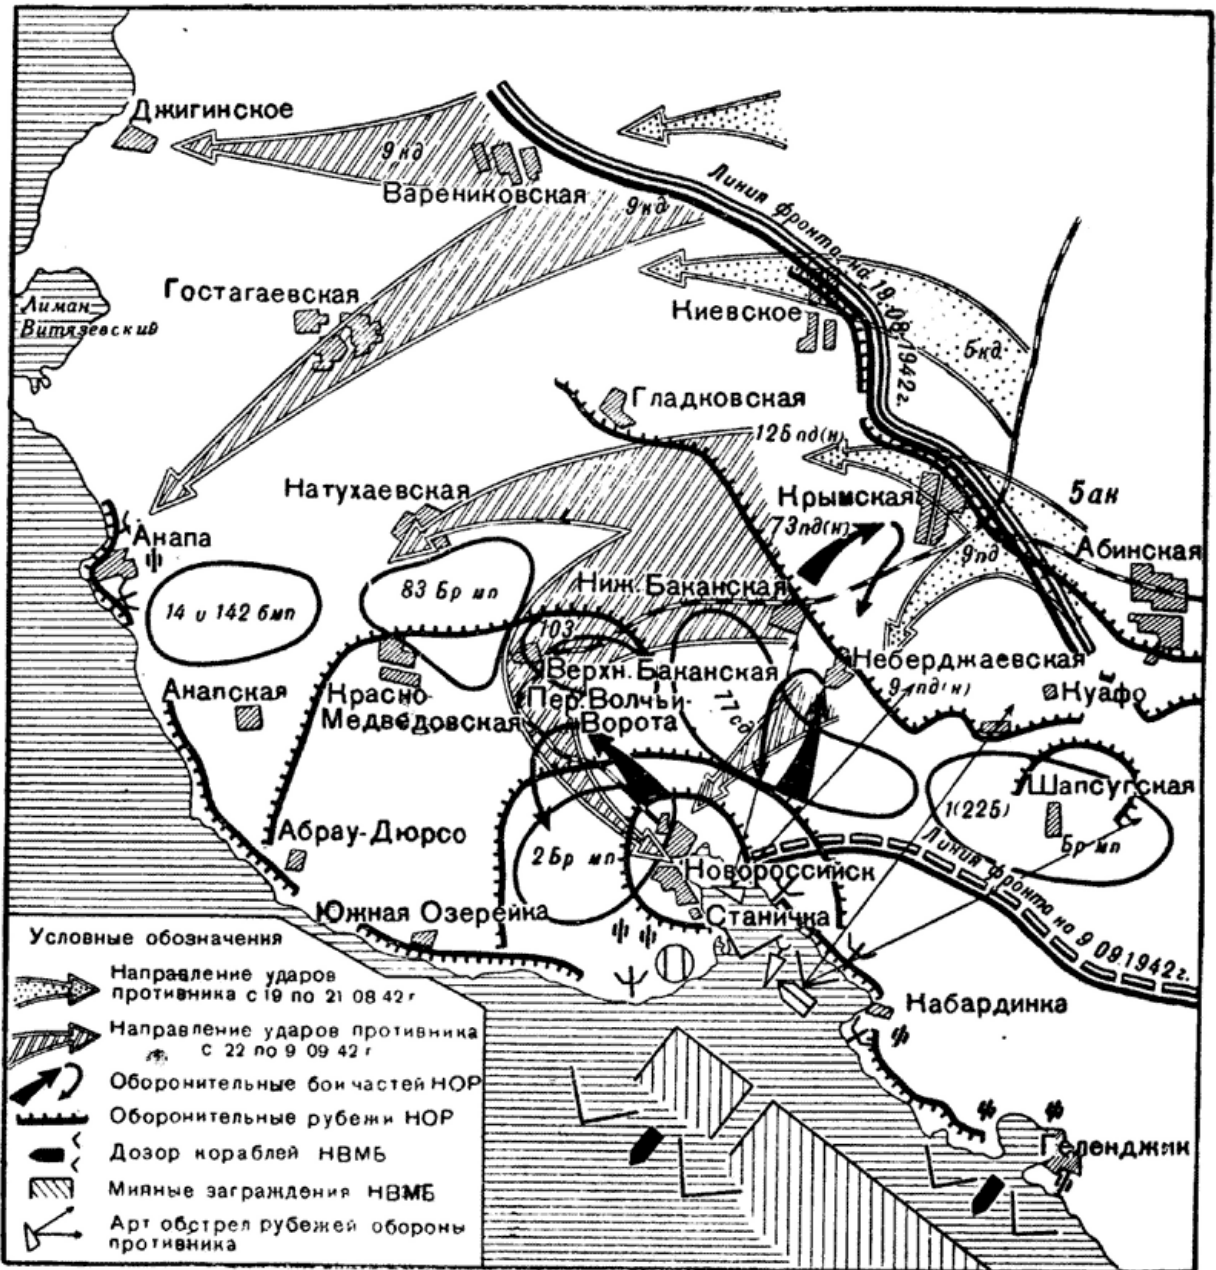 Джигинское
9 кд
Варениковская
9 кд
Линия фронта на 19.08.1942г.
Лиман
Витязевский
Гостагаевская
Киевское
5 кд
Гладковская
125 пд(н)
Натухаевская
Крымская
5 ак
73 пд(н)
Анапа
9 пд
Абинская
14 и 142 бмп
83 Бр мп
Ниж. Баканская
103
Верхн. Баканская
Неберджаевская
9 пд(н)
Куафо
Анапская
Красно-
Медведовская
Пер. Волчьи
Ворота
77 сд
Шапсугская
1(225)
Бр мп
Абрау-Дюрсо
2 Бр мп
Новороссийск
Линия фронта на 9 09.1942г.
Южная Озерейка
Станичка
Кабардинка
Геленджик
Условные обозначения
Направление ударов
противника с 19 по 21 08 42 г
Направление ударов противника
с 22 по 9 09 42 г
Оборонительные бои частей НОР
Оборонительные рубежи НОР
Дозор кораблей НВМБ
Минные заграждения НВМБ
Арт обстрел рубежей обороны
противника